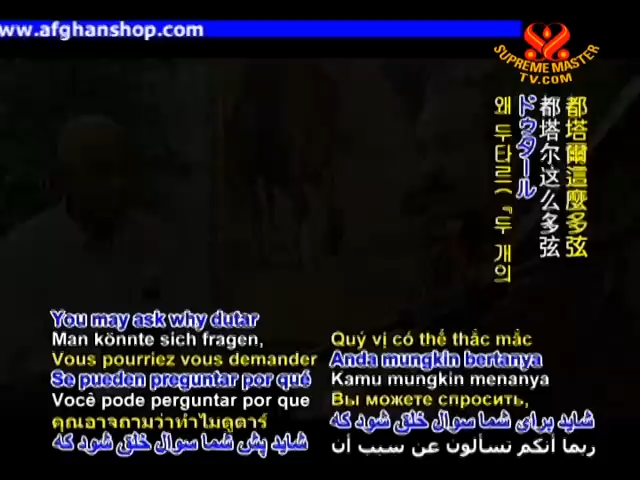 www.afghanshop.com
SUPREME MASTER
TV.COM
都塔爾這麼多弦
都塔尔这么多弦
ドゥタール
왜 두타르(『두 개의
You may ask why dutar
Man könnte sich fragen,
Vous pourriez vous demander
Se pueden preguntar por qué
Você pode perguntar por que
คุณอาจถามว่าทำไมดูตาร์
شاید پش شما سوال خلق شود که
Quý vị có thể thắc mắc
Anda mungkin bertanya
Kamu mungkin menanya
Вы можете спросить,
شاید برای شما سوال خلق شود که
ربما أنكم تسألون عن سبب أن